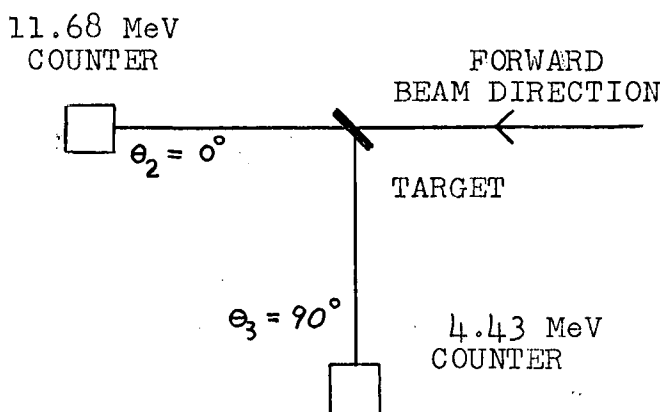 11.68 MeV
COUNTER
FORWARD
BEAM DIRECTION
θ₂ = 0°
TARGET
θ₃ = 90°
4.43 MeV
COUNTER